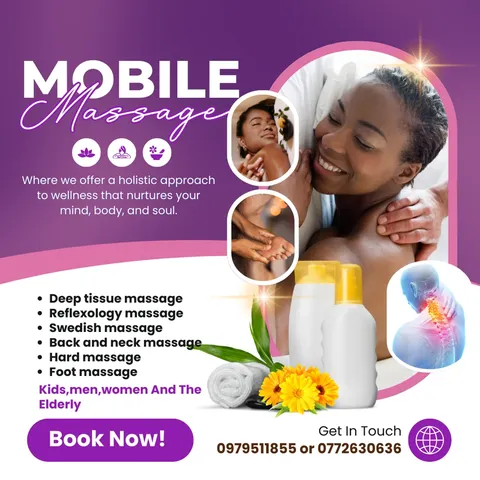 MOBILE
Massage
Where we offer a holistic approach
to wellness that nurtures your
mind, body, and soul.
• Deep tissue massage
• Reflexology massage
• Swedish massage
• Back and neck massage
• Hard massage
• Foot massage
Kids,men,women And The
Elderly
Book Now!
Get In Touch
0979511855 or 0772630636